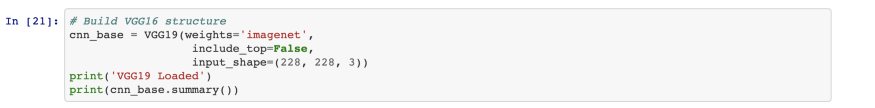 In [21]: # Build VGG16 structure
cnn_base = VGG19(weights='imagenet',
include_top=False,
input_shape=(228, 228, 3))
print('VGG19 Loaded')
print(cnn_base.summary())